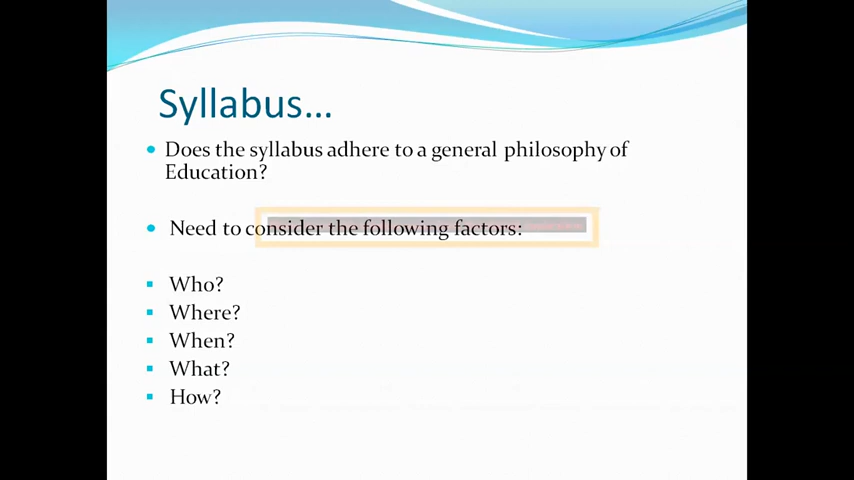 Syllabus...
Does the syllabus adhere to a general philosophy of
Education?
Need to consider the following factors:
Who?
Where?
When?
What?
How?